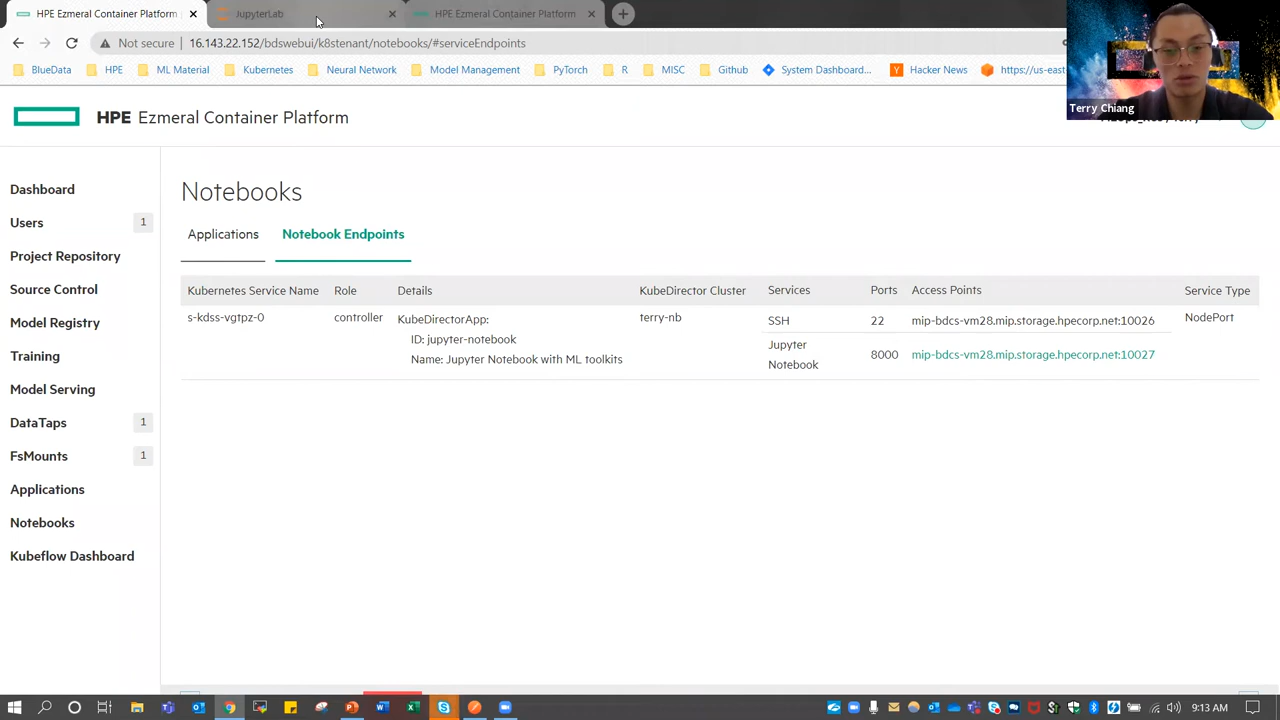 HPE Ezmeral Container Platform
JupyterLab
HPE Ezmeral Container Platform
Not secure
16.143.22.152/bdswebui/k8stenant/notebooks/#serviceEndpoints
BlueData
HPE
ML Material
Kubernetes
Neural Network
Model Management
PyTorch
R
MISC
Github
System Dashboard...
Hacker News
https://us-east
Terry Chiang
HPE Ezmeral Container Platform
Dashboard
Users 1
Project Repository
Source Control
Model Registry
Training
Model Serving
DataTaps 1
FsMounts 1
Applications
Notebooks
Kubeflow Dashboard
Notebooks
Applications
Notebook Endpoints
Kubernetes Service Name Role Details KubeDirector Cluster Services Ports Access Points Service Type
s-kdss-vgtpz-0 controller KubeDirectorApp: terry-nb SSH 22 mip-bdcs-vm28.mip.storage.hpecorp.net:10026 NodePort
ID: jupyter-notebook
Name: Jupyter Notebook with ML toolkits
Jupyter
Notebook
8000 mip-bdcs-vm28.mip.storage.hpecorp.net:10027
9:13 AM